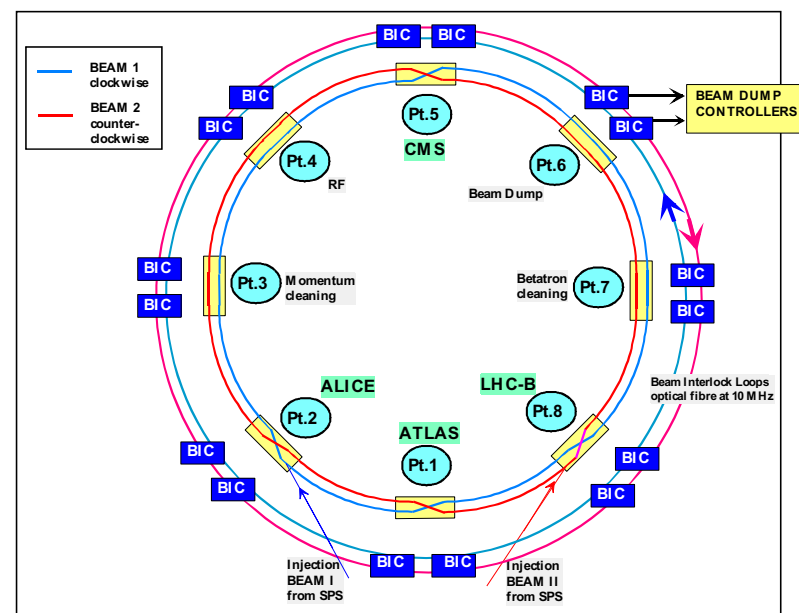 BIC BIC
BEAM 1
clockwise
BEAM 2
counter-
clockwise
BIC
BIC
BIC
BIC
BEAM DUMP
CONTROLLERS
Pt.5
CMS
Pt.4
RF
Pt.6
Beam Dump
BIC
BIC
Pt.3
Momentum
cleaning
Betatron
cleaning
Pt.7
BIC
BIC
ALICE
Pt.2
LHC-B
Pt.8
Beam Interlock Loops
optical fibre at 10 MHz
ATLAS
Pt.1
BIC
BIC
BIC
BIC
BIC BIC
Injection
BEAM I
from SPS
Injection
BEAM II
from SPS